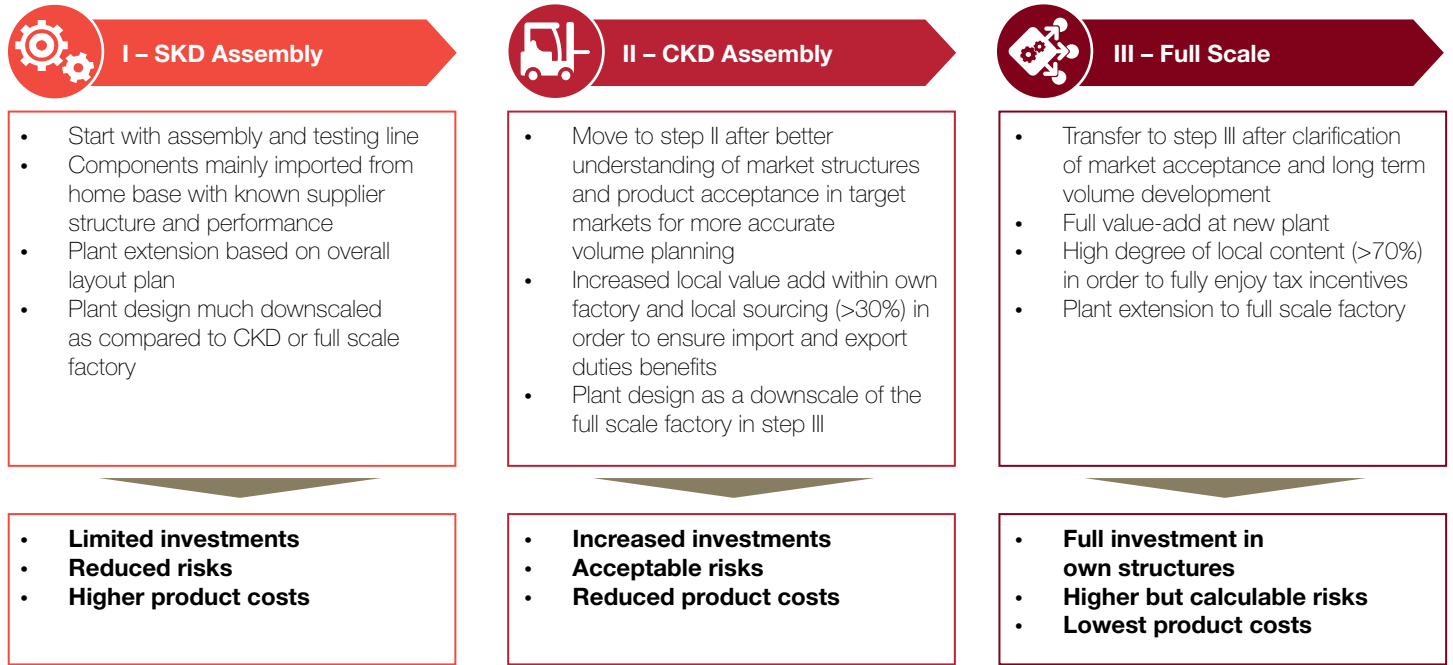 I – SKD Assembly
• Start with assembly and testing line
• Components mainly imported from
home base with known supplier
structure and performance
• Plant extension based on overall
layout plan
• Plant design much downscaled
as compared to CKD or full scale
factory
• Limited investments
• Reduced risks
• Higher product costs
II – CKD Assembly
• Move to step II after better
understanding of market structures
and product acceptance in target
markets for more accurate
volume planning
• Increased local value add within own
factory and local sourcing (>30%) in
order to ensure import and export
duties benefits
• Plant design as a downscale of the
full scale factory in step III
• Increased investments
• Acceptable risks
• Reduced product costs
III – Full Scale
• Transfer to step III after clarification
of market acceptance and long term
volume development
• Full value-add at new plant
• High degree of local content (>70%)
in order to fully enjoy tax incentives
• Plant extension to full scale factory
• Full investment in
own structures
• Higher but calculable risks
• Lowest product costs